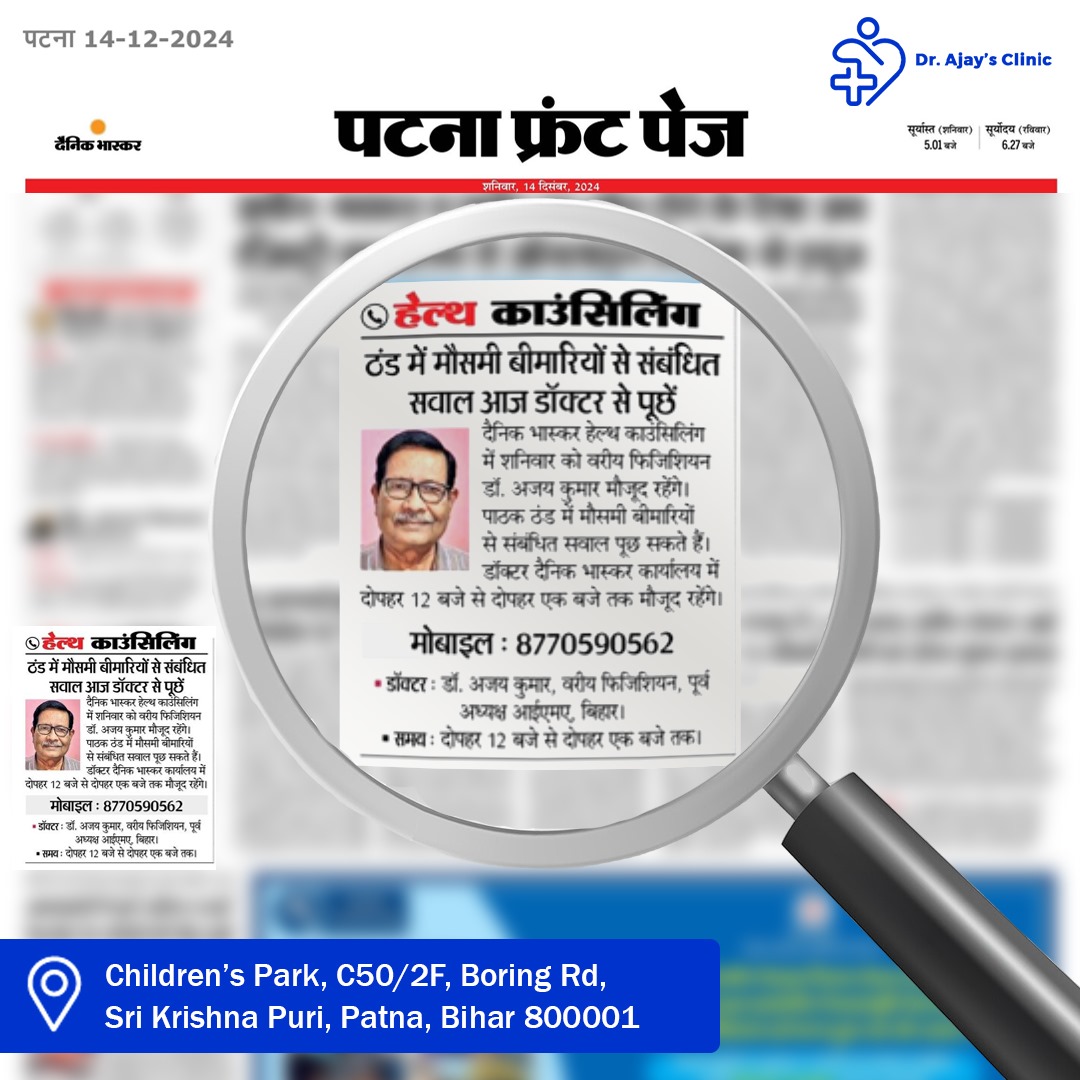 पटना 14-12-2024
Dr. Ajay's Clinic
दैनिक भास्कर
पटना फ्रंट पेज
सूर्यास्त (शनिवार) | सूर्योदय (रविवार)
5.01 बजे | 6.27 बजे
शनिवार, 14 दिसंबर, 2024
हेल्थ काउंसिलिंग
ठंड में मौसमी बीमारियों से संबंधित
सवाल आज डॉक्टर से पूछें
दैनिक भास्कर हेल्थ काउंसिलिंग
में शनिवार को वरीय फिजिशियन
डॉ. अजय कुमार मौजूद रहेंगे।
पाठक ठंड में मौसमी बीमारियों
से संबंधित सवाल पूछ सकते हैं।
डॉक्टर दैनिक भास्कर कार्यालय में
दोपहर 12 बजे से दोपहर एक बजे तक मौजूद रहेंगे।
मोबाइल : 8770590562
▪ डॉक्टर : डॉ. अजय कुमार, वरीय फिजिशियन, पूर्व
अध्यक्ष आईएमए, बिहार।
▪ समय : दोपहर 12 बजे से दोपहर एक बजे तक।
हेल्थ काउंसिलिंग
ठंड में मौसमी बीमारियों से संबंधित
सवाल आज डॉक्टर से पूछें
दैनिक भास्कर हेल्थ काउंसिलिंग
में शनिवार को वरीय फिजिशियन
डॉ. अजय कुमार मौजूद रहेंगे।
पाठक ठंड में मौसमी बीमारियों
से संबंधित सवाल पूछ सकते हैं।
डॉक्टर दैनिक भास्कर कार्यालय में
दोपहर 12 बजे से दोपहर एक बजे तक मौजूद रहेंगे।
मोबाइल : 8770590562
▪ डॉक्टर : डॉ. अजय कुमार, वरीय फिजिशियन, पूर्व
अध्यक्ष आईएमए, बिहार।
▪ समय : दोपहर 12 बजे से दोपहर एक बजे तक।
Children's Park, C50/2F, Boring Rd,
Sri Krishna Puri, Patna, Bihar 800001